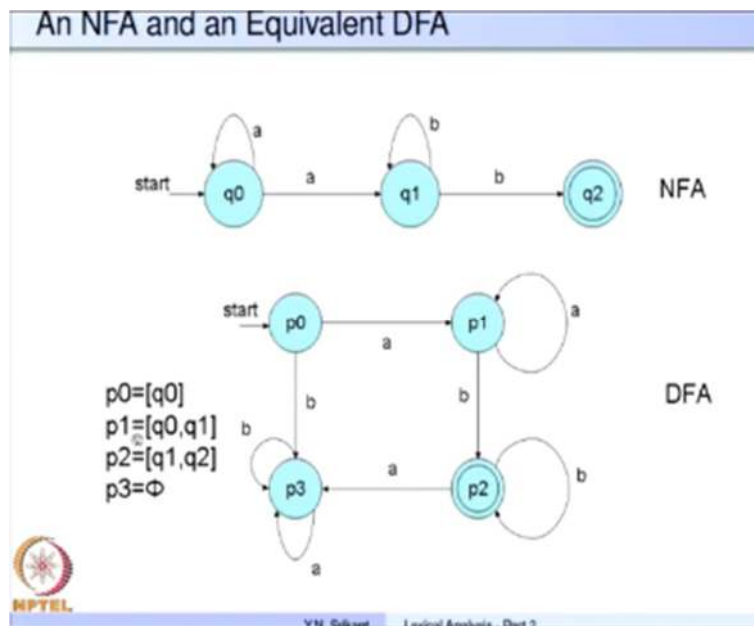 An NFA and an Equivalent DFA
a
b
start
q0
a
q1
b
q2
NFA
start
p0
a
p1
a
b
b
DFA
p0=[q0]
p1=[q0,q1]
p2=[q1,q2]
p3=Φ
b
p3
a
p2
b
a
NPTEL
Y.N. Srikant
Lexical Analysis - Part 2